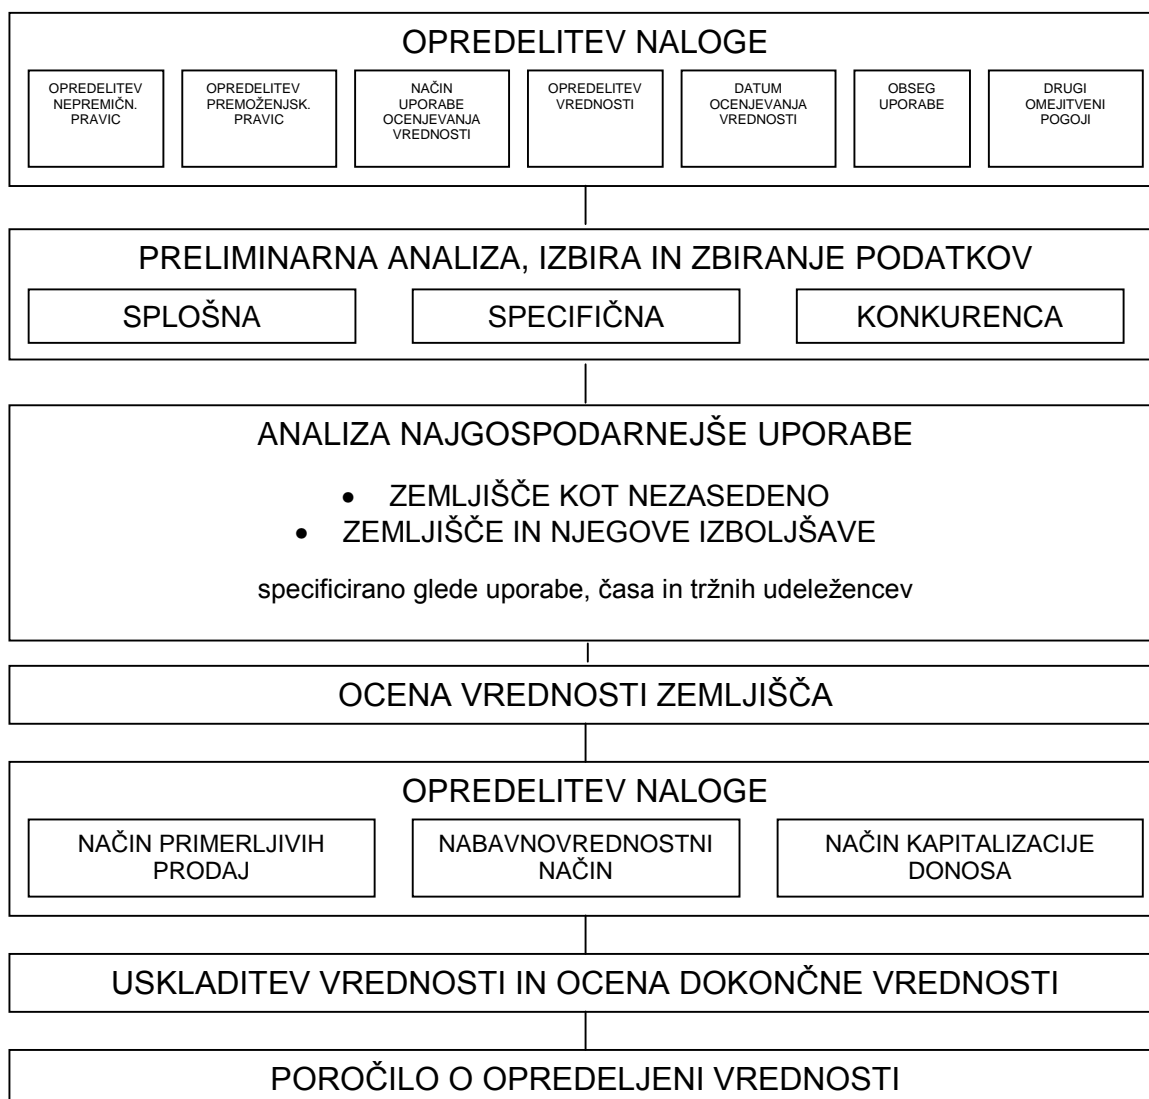 OPREDELITEV NALOGE
OPREDELITEV
NEPREMIČN.
PRAVIC
OPREDELITEV
PREMOŽENJSK.
PRAVIC
NAČIN
UPORABE
OCENJEVANJA
VREDNOSTI
OPREDELITEV
VREDNOSTI
DATUM
OCENJEVANJA
VREDNOSTI
OBSEG
UPORABE
DRUGI
OMEJITVENI
POGOJI
PRELIMINARNA ANALIZA, IZBIRA IN ZBIRANJE PODATKOV
SPLOŠNA
SPECIFIČNA
KONKURENCA
ANALIZA NAJGOSPODARNEJŠE UPORABE
• ZEMLJIŠČE KOT NEZASEDENO
• ZEMLJIŠČE IN NJEGOVE IZBOLJŠAVE
specificirano glede uporabe, časa in tržnih udeležencev
OCENA VREDNOSTI ZEMLJIŠČA
OPREDELITEV NALOGE
NAČIN PRIMERLJIVIH
PRODAJ
NABAVNOVREDNOSTNI
NAČIN
NAČIN KAPITALIZACIJE
DONOSA
USKLADITEV VREDNOSTI IN OCENA DOKONČNE VREDNOSTI
POROČILO O OPREDELJENI VREDNOSTI